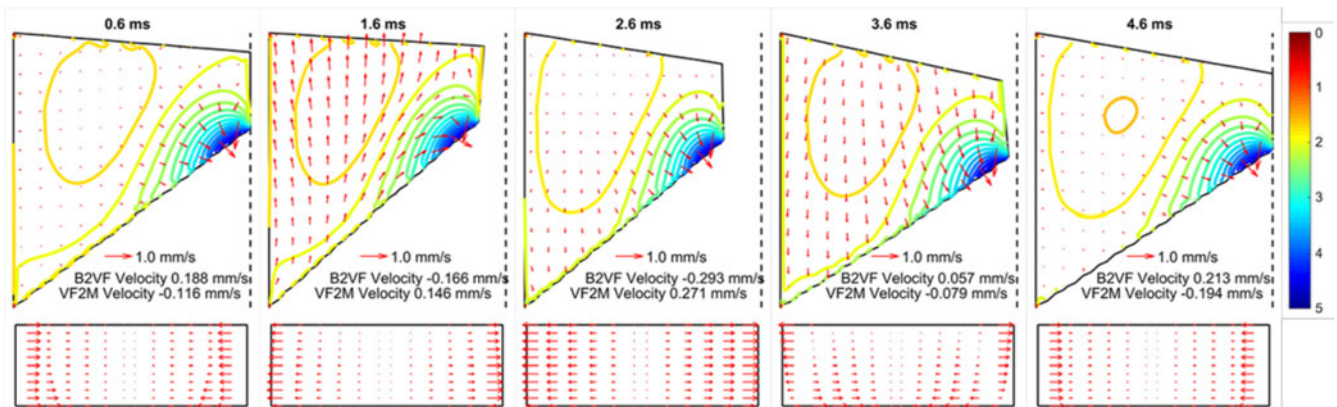 0.6 ms
1.6 ms
2.6 ms
3.6 ms
4.6 ms
1.0 mm/s
B2VF Velocity 0.188 mm/s
VF2M Velocity -0.116 mm/s
1.0 mm/s
B2VF Velocity -0.166 mm/s
VF2M Velocity 0.146 mm/s
1.0 mm/s
B2VF Velocity -0.293 mm/s
VF2M Velocity 0.271 mm/s
1.0 mm/s
B2VF Velocity 0.057 mm/s
VF2M Velocity -0.079 mm/s
1.0 mm/s
B2VF Velocity 0.213 mm/s
VF2M Velocity -0.194 mm/s
0
1
2
3
4
5